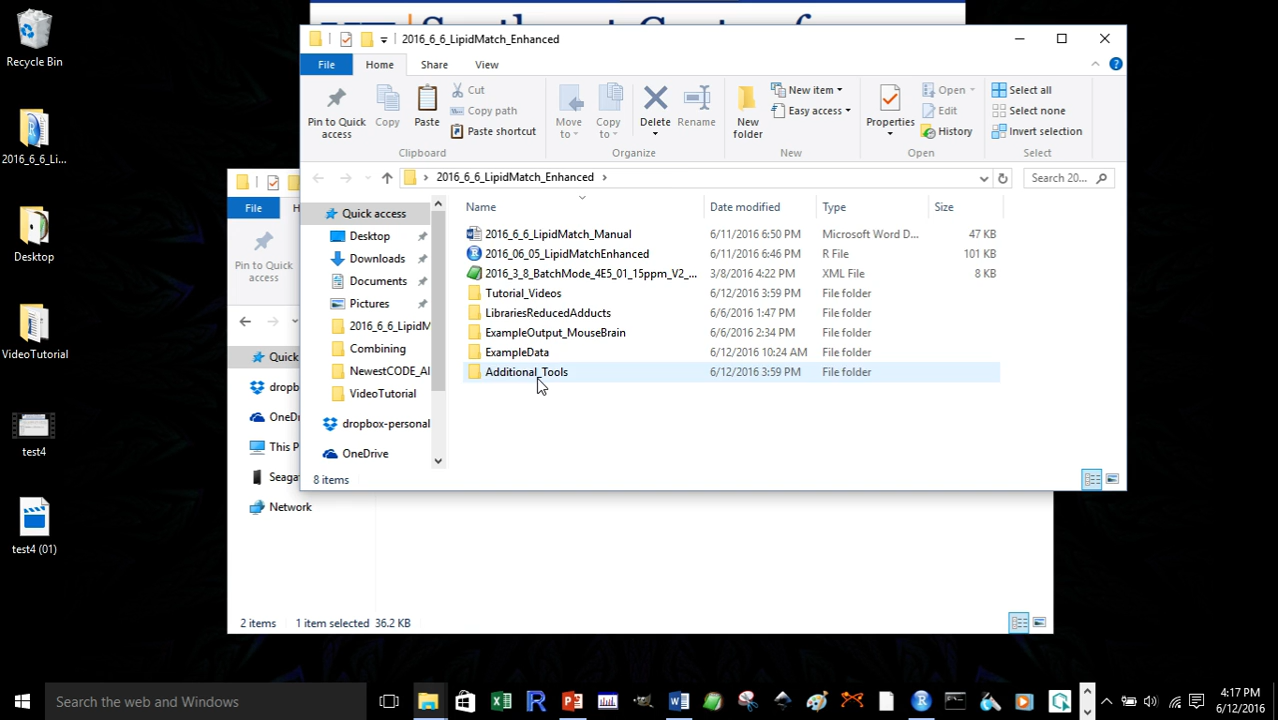 Recycle Bin
2016_6_6_Li...
Desktop
VideoTutorial
test4
test4 (01)
2016_6_6_LipidMatch_Enhanced
File Home Share View
Pin to Quick access
Copy
Paste
Cut
Copy path
Paste shortcut
Clipboard
Move to
Copy to
Delete
Rename
Organize
New folder
New item
Easy access
New
Properties
Open
Edit
History
Open
Select all
Select none
Invert selection
Select
2016_6_6_LipidMatch_Enhanced
Search 20...
Quick access
Desktop
Downloads
Documents
Pictures
2016_6_6_LipidM
Combining
NewestCODE_Al
VideoTutorial
dropbox-personal
OneDrive
Name Date modified Type Size
2016_6_6_LipidMatch_Manual 6/11/2016 6:50 PM Microsoft Word D... 47 KB
2016_06_05_LipidMatchEnhanced 6/11/2016 6:46 PM R File 101 KB
2016_3_8_BatchMode_4E5_01_15ppm_V2_... 3/8/2016 4:22 PM XML File 8 KB
Tutorial_Videos 6/12/2016 3:59 PM File folder
LibrariesReducedAdducts 6/6/2016 1:47 PM File folder
ExampleOutput_MouseBrain 6/6/2016 2:34 PM File folder
ExampleData 6/12/2016 10:24 AM File folder
Additional_Tools 6/12/2016 3:59 PM File folder
8 items
File H
Pin to Quick access
Quick
dropb
OneDr
This P
Seaga
Network
2 items 1 item selected 36.2 KB
Search the web and Windows
4:17 PM
6/12/2016